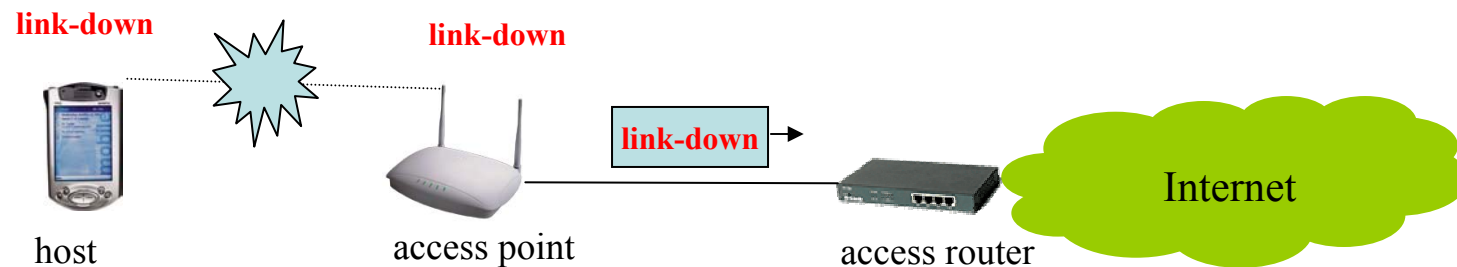 link-down
link-down
link-down
Internet
host
access point
access router